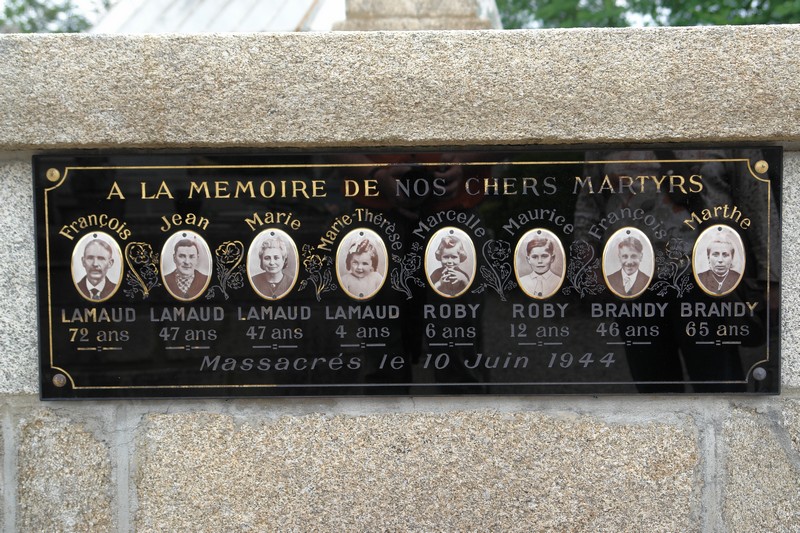 A LA MEMOIRE DE NOS CHERS MARTYRS
François Jean Marie Marie-Thérèse Marcelle Maurice François Marthe
LAMAUD LAMAUD LAMAUD LAMAUD ROBY ROBY BRANDY BRANDY
72 ans 47 ans 47 ans 4 ans 6 ans 12 ans 46 ans 65 ans
Massacrés le 10 Juin 1944